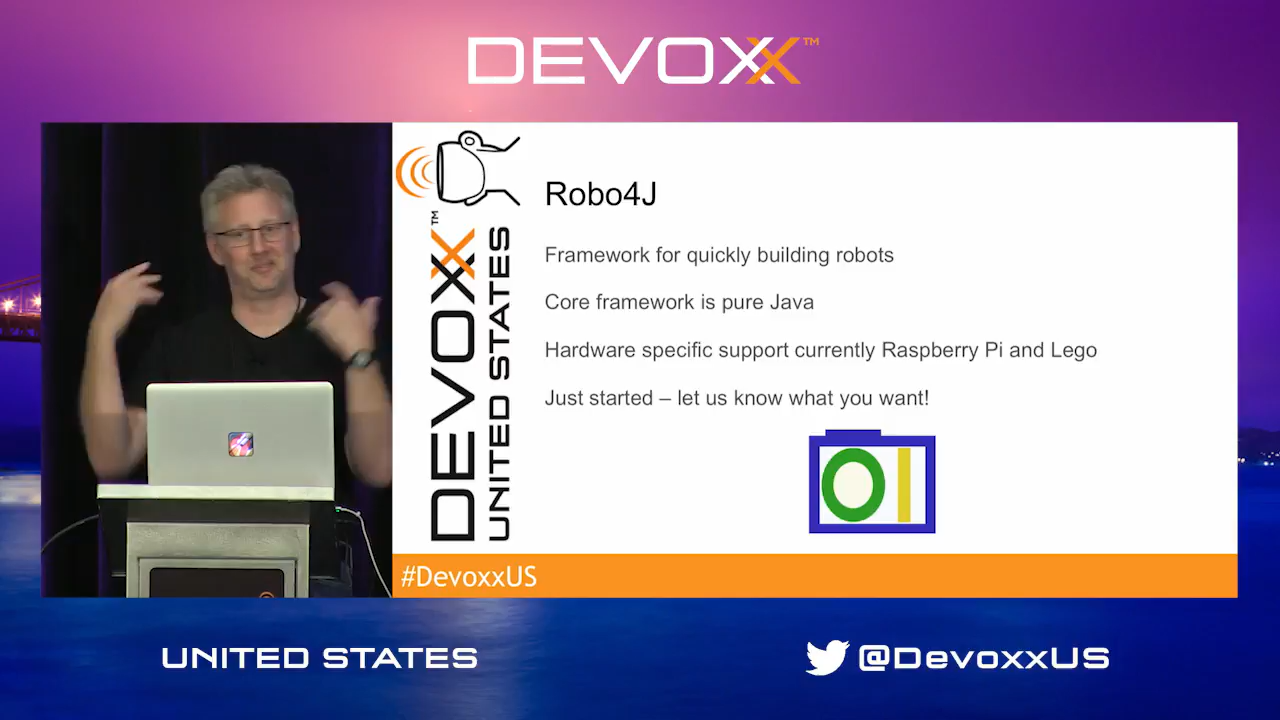 DEVOXX™
DEVOXX™
UNITED STATES
Robo4J
Framework for quickly building robots
Core framework is pure Java
Hardware specific support currently Raspberry Pi and Lego
Just started – let us know what you want!
#DevoxxUS
UNITED STATES
@DevoxxUS